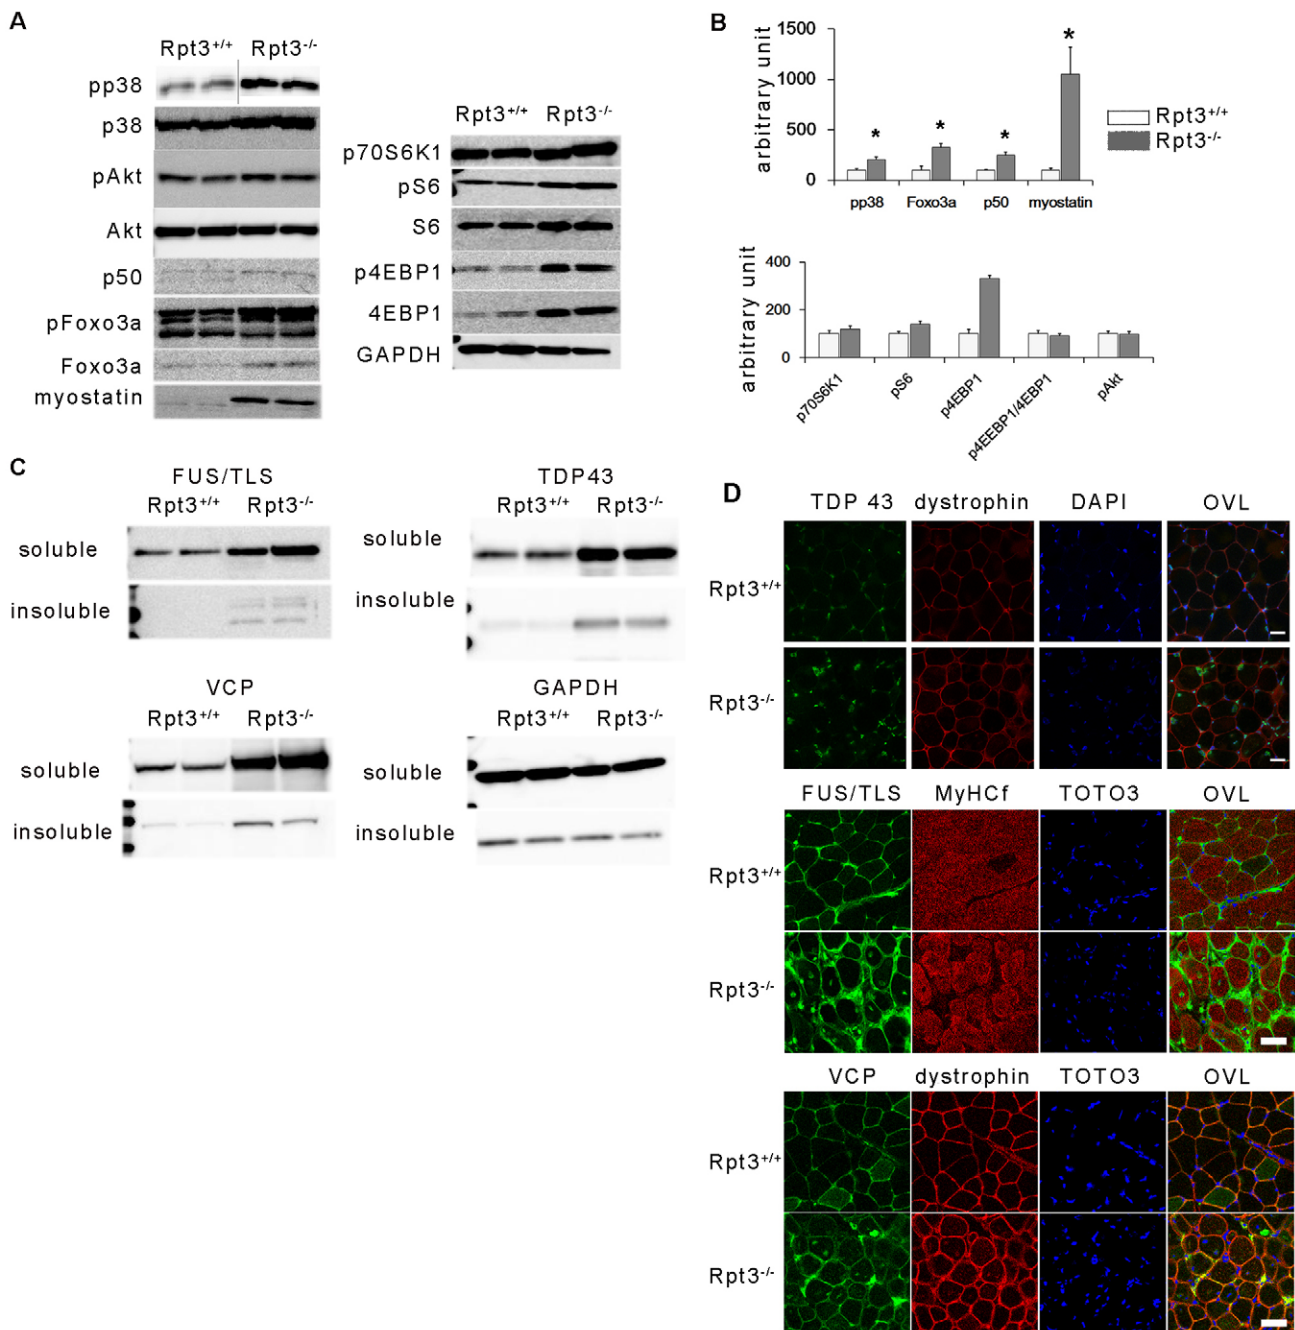 A
Rpt3+/+ Rpt3-/-
pp38
p38
pAkt
Akt
p50
pFoxo3a
Foxo3a
myostatin
Rpt3+/+ Rpt3-/-
p70S6K1
pS6
S6
p4EBP1
4EBP1
GAPDH
B
arbitrary unit
1500
1000
500
0
pp38 Foxo3a p50 myostatin
* * * *
Rpt3+/+
Rpt3-/-
arbitrary unit
400
200
0
p70S6K1 pS6 p4EBP1 p4EEBP1/4EBP1 pAkt
C
FUS/TLS
Rpt3+/+ Rpt3-/-
soluble
insoluble
TDP43
Rpt3+/+ Rpt3-/-
soluble
insoluble
VCP
Rpt3+/+ Rpt3-/-
soluble
insoluble
GAPDH
Rpt3+/+ Rpt3-/-
soluble
insoluble
D
TDP 43 dystrophin DAPI OVL
Rpt3+/+
Rpt3-/-
FUS/TLS MyHCf TOTO3 OVL
Rpt3+/+
Rpt3-/-
VCP dystrophin TOTO3 OVL
Rpt3+/+
Rpt3-/-